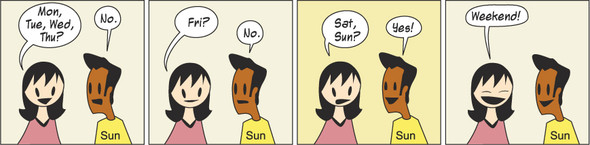 Mon,
Tue, Wed,
Thu?
No.
Sun
Fri?
No.
Sun
Sat,
Sun?
Yes!
Sun
Weekend!
Sun